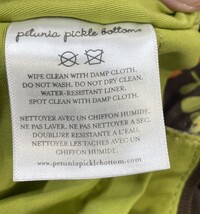 petunia pickle bottom®
WIPE CLEAN WITH DAMP CLOTH.
DO NOT WASH. DO NOT DRY CLEAN.
WATER-RESISTANT LINER.
SPOT CLEAN WITH DAMP CLOTH.
NETTOYER AVEC UN CHIFFON HUMIDE.
NE PAS LAVER. NE PAS NETTOYER À SEC.
DOUBLURE RESISTANTE A L'EAU.
NETTOYER LES TACHES AVEC UN
CHIFFON HUMIDE.
www.petuniapicklebottom.com